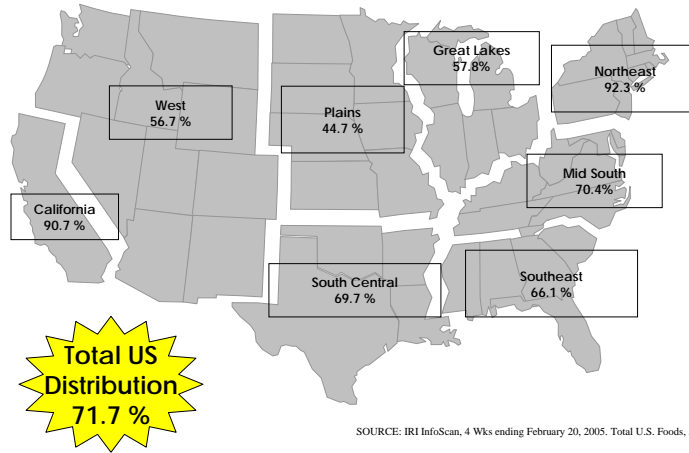 Great Lakes
57.8%
Northeast
92.3 %
West
56.7 %
Plains
44.7 %
Mid South
70.4%
California
90.7 %
South Central
69.7 %
Southeast
66.1 %
Total US
Distribution
71.7 %
SOURCE: IRI InfoScan, 4 Wks ending February 20, 2005. Total U.S. Foods,